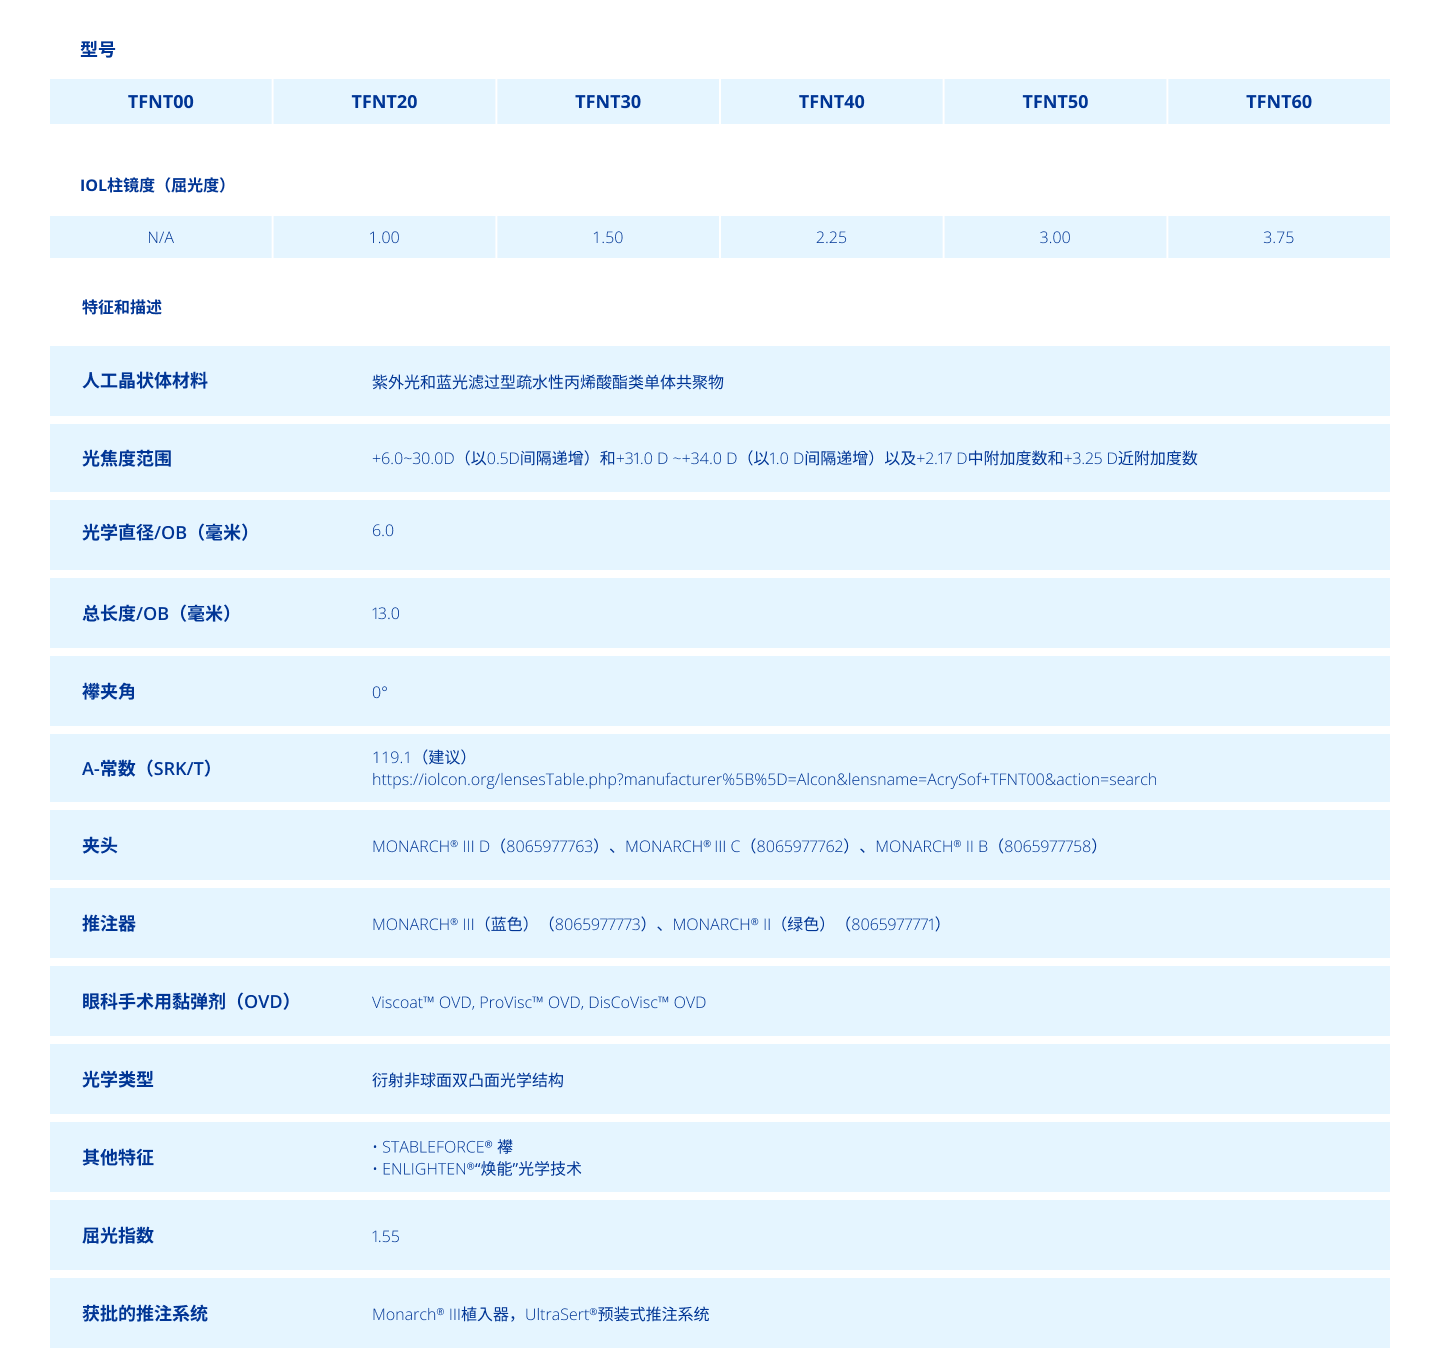 型号
TFNT00 TFNT20 TFNT30 TFNT40 TFNT50 TFNT60
IOL柱镜度（屈光度）
N/A 1.00 1.50 2.25 3.00 3.75
特征和描述
人工晶状体材料 紫外光和蓝光滤过型疏水性丙烯酸酯类单体共聚物
光焦度范围 +6.0~30.0D（以0.5D间隔递增）和+31.0 D ~+34.0 D（以1.0 D间隔递增）以及+2.17 D中附加度数和+3.25 D近附加度数
光学直径/OB（毫米） 6.0
总长度/OB（毫米） 13.0
襻夹角 0°
A-常数（SRK/T） 119.1（建议）
https://iolcon.org/lensesTable.php?manufacturer%5B%5D=Alcon&lensname=AcrySof+TFNT00&action=search
夹头 MONARCH® III D（8065977763）、MONARCH® III C（8065977762）、MONARCH® II B（8065977758）
推注器 MONARCH® III（蓝色）（8065977773）、MONARCH® II（绿色）（8065977771）
眼科手术用黏弹剂（OVD） Viscoat™ OVD, ProVisc™ OVD, DisCoVisc™ OVD
光学类型 衍射非球面双凸面光学结构
其他特征 · STABLEFORCE® 襻
· ENLIGHTEN®“焕能”光学技术
屈光指数 1.55
获批的推注系统 Monarch® III植入器，UltraSert®预装式推注系统